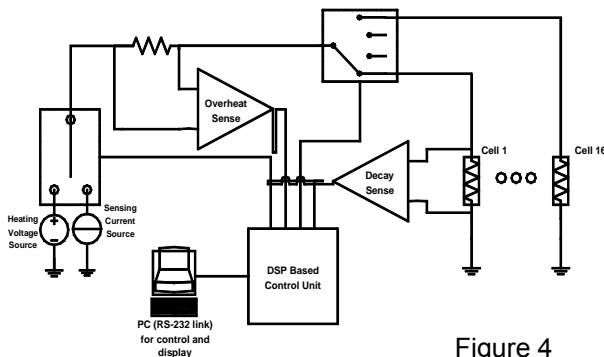 Overheat
Sense
Cell 1
Cell 16
Decay
Sense
Heating
Voltage
Source
Sensing
Current
Source
DSP Based
Control Unit
PC (RS-232 link)
for control and
display
Figure 4